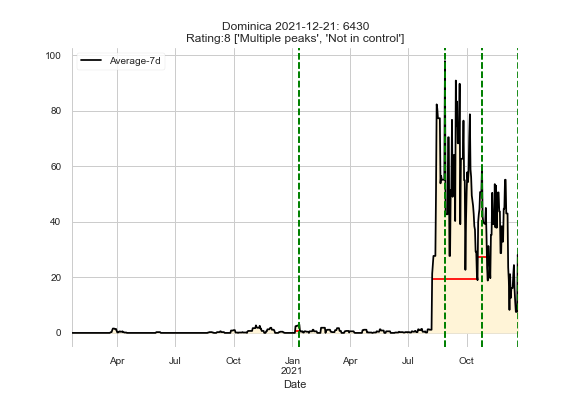 Dominica 2021-12-21: 6430
Rating:8 ['Multiple peaks', 'Not in control']
Average-7d
100
80
60
40
20
0
Apr Jul Oct Jan Apr Jul Oct
2021
Date